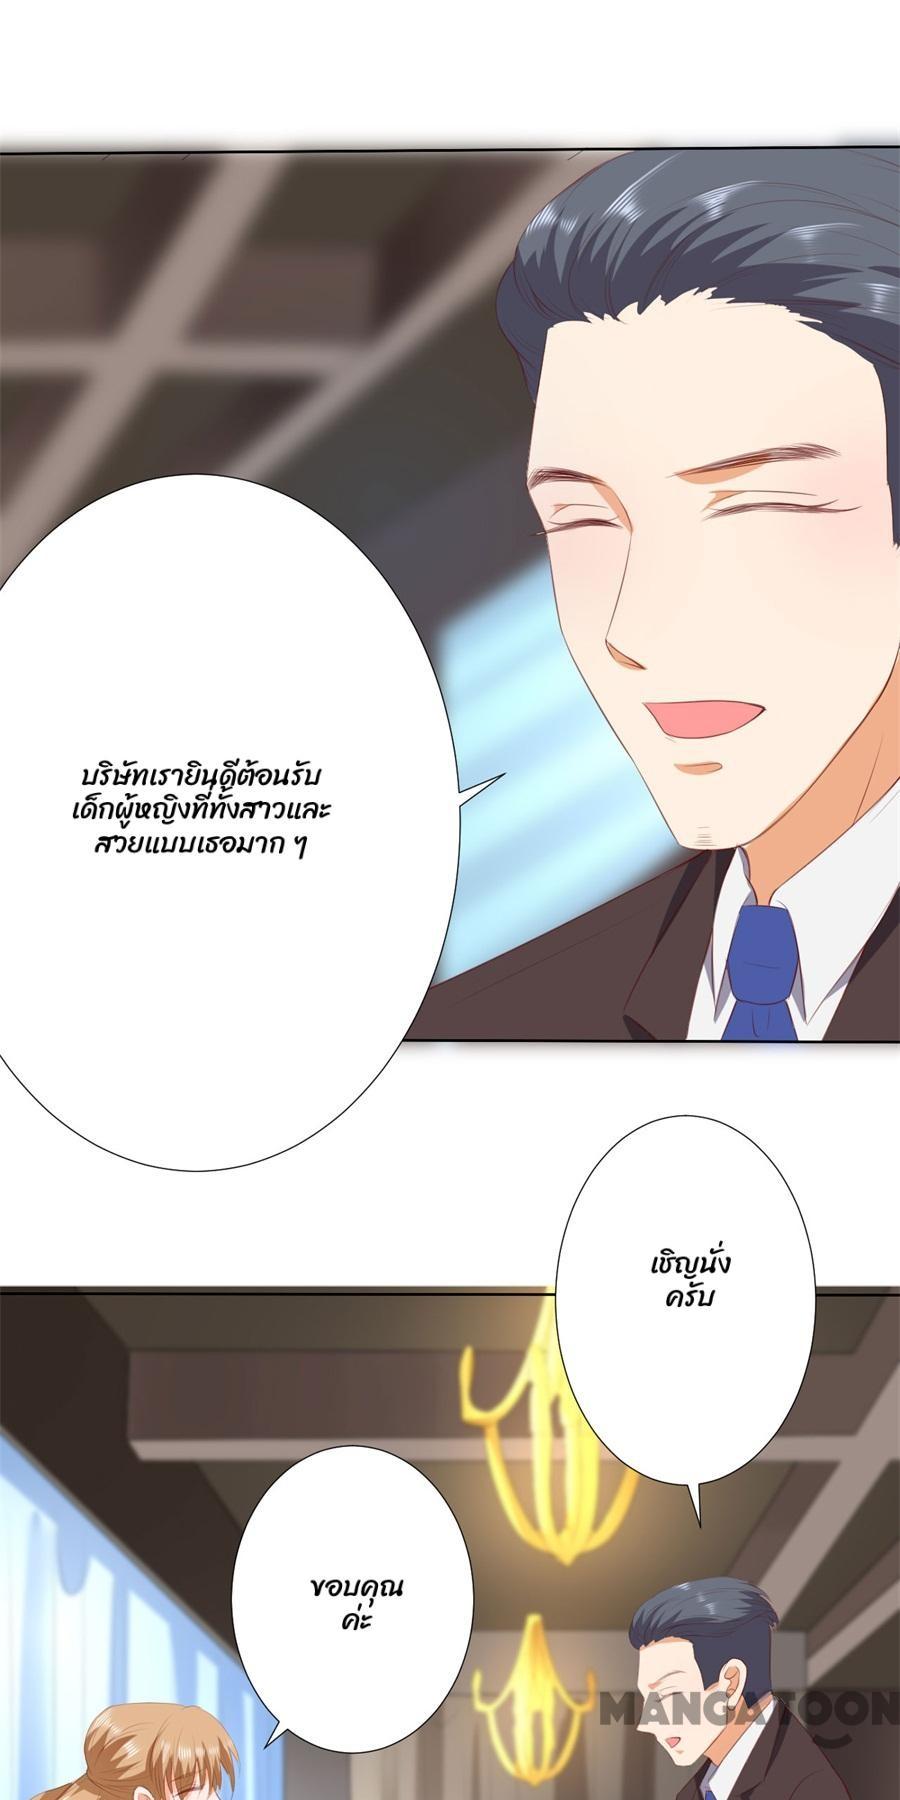 บริษัทเรายินดีต้อนรับ
เด็กผู้หญิงที่ทั้งสาวและ
สวยแบบเธอมาก ๆ
เชิญนั่ง
ครับ
ขอบคุณ
ค่ะ
MANGATOON